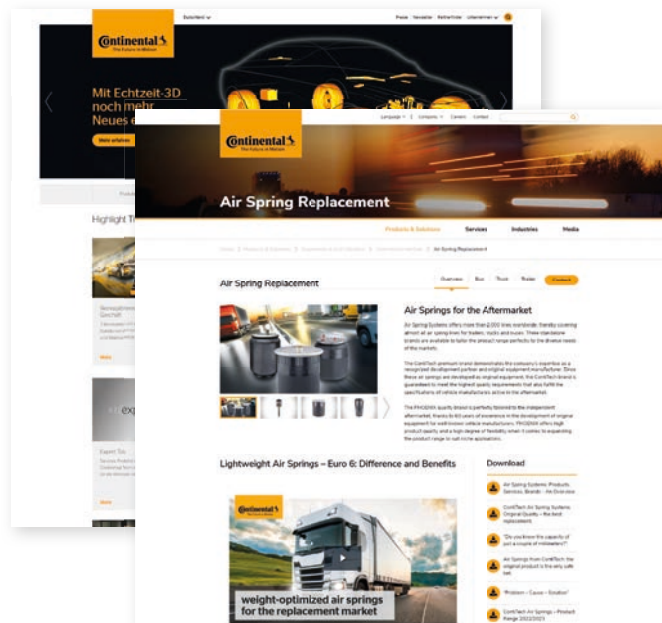 Continental
The Future in Motion
Presse Newsletter Unternehmen
Mit Echtzeit-3D
noch mehr
Neues e
Mehr erfahren
Highlight T
Mehr
Mehr
Continental
The Future in Motion
Language Company Careers Contact
Air Spring Replacement
Products & Solutions Services Industries Media
Air Spring Replacement
Air Spring Replacement
Overview Bus Truck Trailer Contact
Air Springs for the Aftermarket
Air Spring Systems offers more than 2,000 lines worldwide, thereby covering
almost all air spring lines for trailers, trucks and buses. Three standalone
brands are available to tailor the product range perfectly to the diverse needs
of the markets.
The ContiTech premium brand demonstrates the company's expertise as a
recognized development partner and original equipment manufacturer. Since
these air springs are developed as original equipment, the ContiTech brand is
guaranteed to meet the highest quality requirements that also fulfill the
specifications of vehicle manufacturers active in the aftermarket.
The PHOENIX quality brand is perfectly tailored to the independent
aftermarket, thanks to 60 years of experience in the development of original
equipment for well-known vehicle manufacturers. PHOENIX offers high
product quality and a high degree of flexibility when it comes to expanding
the product range to suit niche applications.
Lightweight Air Springs – Euro 6: Difference and Benefits
Continental
weight-optimized air springs
for the replacement market
Download
Air Spring Systems: Products,
Services, Brands – An Overview
ContiTech Air Spring Systems:
Original Quality – the best
replacement.
"Do you know the capacity of
just a couple of millimeters?"
Air Springs from ContiTech: the
original product is the only safe
bet.
"Problem – Cause – Solution"
ContiTech Air Springs – Product
Range 2022/2023